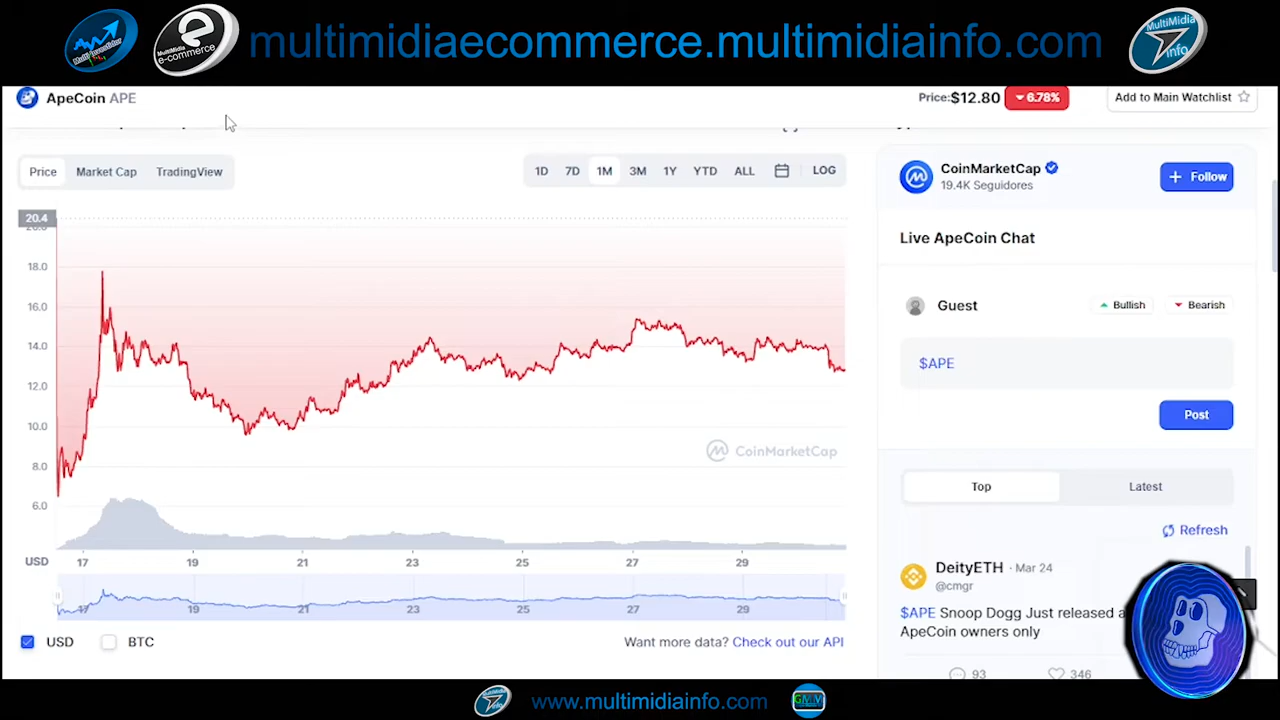 MultiMidia
e-commerce
multimidiaecommerce.multimidiainfo.com
MultiMidia
info
ApeCoin APE
Price:$12.80
6.78%
Add to Main Watchlist
Price
Market Cap
TradingView
1D
7D
1M
3M
1Y
YTD
ALL
LOG
CoinMarketCap
19.4K Seguidores
+ Follow
Live ApeCoin Chat
Guest
Bullish
Bearish
$APE
Post
Top
Latest
Refresh
DeityETH · Mar 24
@cmgr
$APE Snoop Dogg Just released a
ApeCoin owners only
93
346
20.4
18.0
16.0
14.0
12.0
10.0
8.0
6.0
CoinMarketCap
USD
17
19
21
23
25
27
29
17
19
21
23
25
27
29
USD
BTC
Want more data? Check out our API
www.multimidiainfo.com